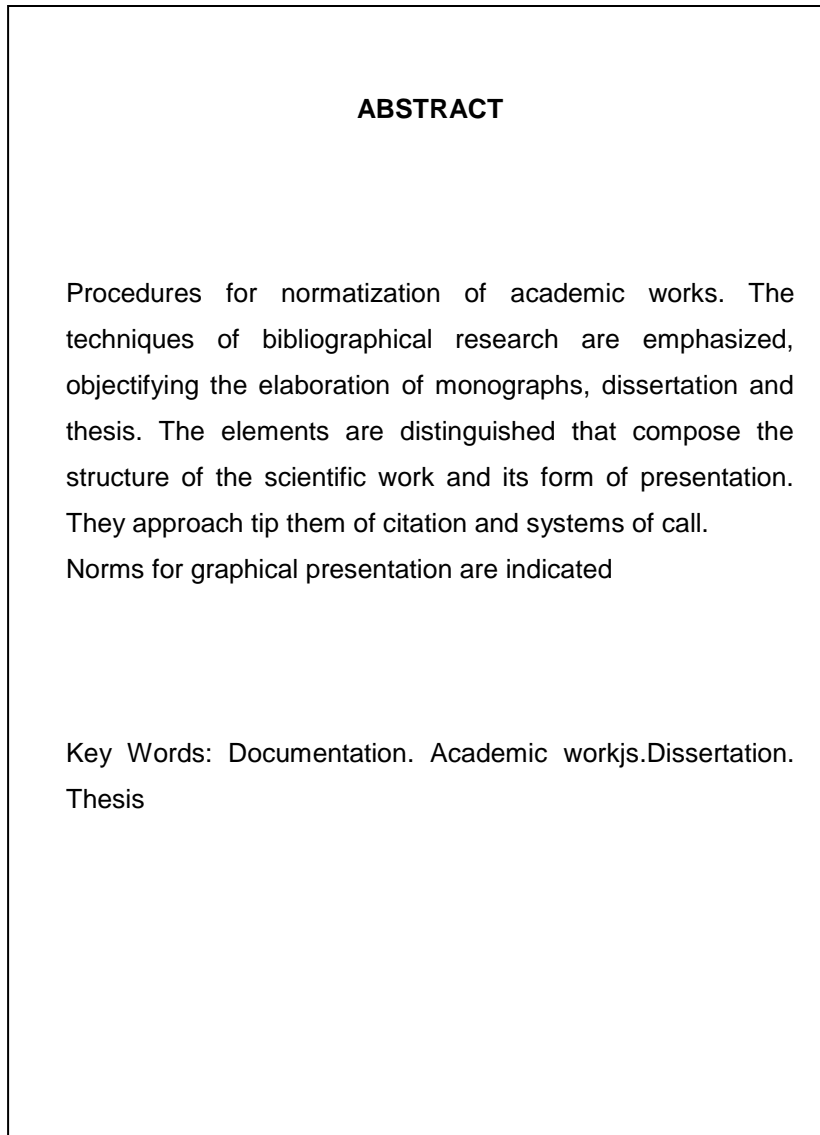 ABSTRACT
Procedures for normatization of academic works. The
techniques of bibliographical research are emphasized,
objectifying the elaboration of monographs, dissertation and
thesis. The elements are distinguished that compose the
structure of the scientific work and its form of presentation.
They approach tip them of citation and systems of call.
Norms for graphical presentation are indicated
Key Words: Documentation. Academic workjs.Dissertation.
Thesis